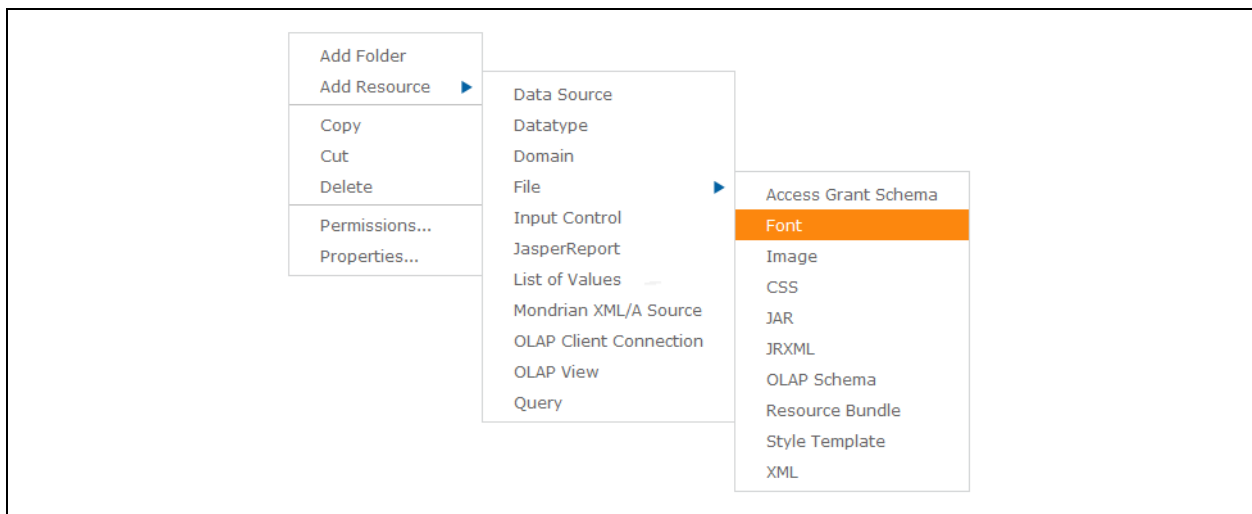 Add Folder
Add Resource
Copy
Cut
Delete
Permissions...
Properties...
Data Source
Datatype
Domain
File
Input Control
JasperReport
List of Values
Mondrian XML/A Source
OLAP Client Connection
OLAP View
Query
Access Grant Schema
Font
Image
CSS
JAR
JRXML
OLAP Schema
Resource Bundle
Style Template
XML